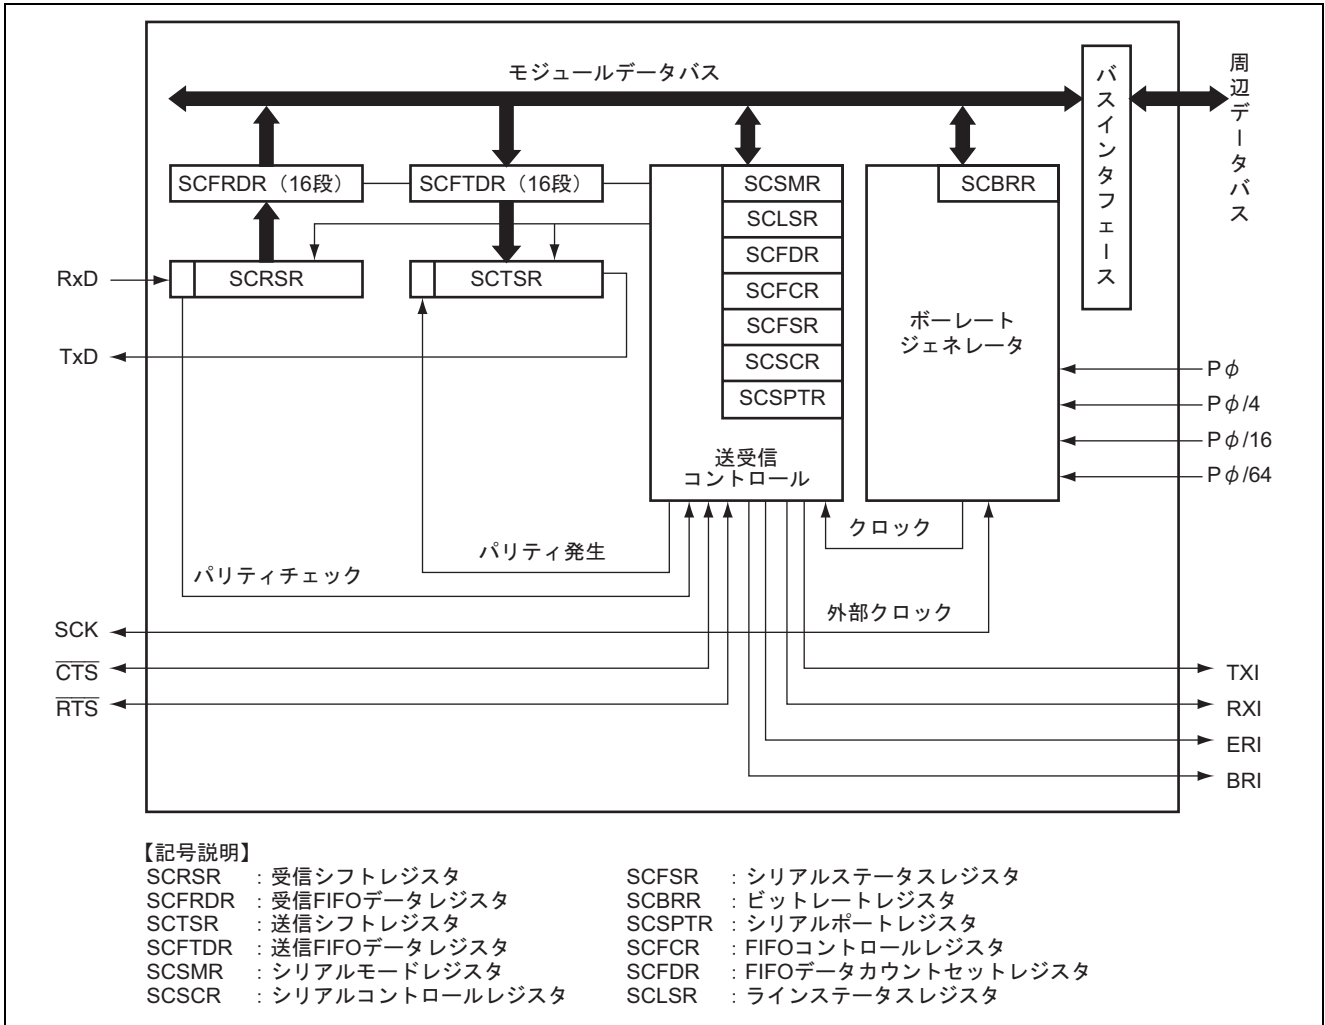 モジュールデータバス
バスインタフェース
周辺データバス
SCFRDR（16段）
SCFTDR（16段）
SCSMR
SCBRR
SCLSR
SCFDR
SCFCR
SCFSR
SCSCR
SCSPTR
RxD
SCRSR
SCTSR
TxD
ボーレート
ジェネレータ
Pφ
Pφ/4
Pφ/16
Pφ/64
送受信
コントロール
クロック
パリティ発生
パリティチェック
外部クロック
SCK
CTS
RTS
TXI
RXI
ERI
BRI
【記号説明】
SCRSR : 受信シフトレジスタ
SCFRDR : 受信FIFOデータレジスタ
SCTSR : 送信シフトレジスタ
SCFTDR : 送信FIFOデータレジスタ
SCSMR : シリアルモードレジスタ
SCSCR : シリアルコントロールレジスタ
SCFSR : シリアルステータスレジスタ
SCBRR : ビットレートレジスタ
SCSPTR : シリアルポートレジスタ
SCFCR : FIFOコントロールレジスタ
SCFDR : FIFOデータカウントセットレジスタ
SCLSR : ラインステータスレジスタ